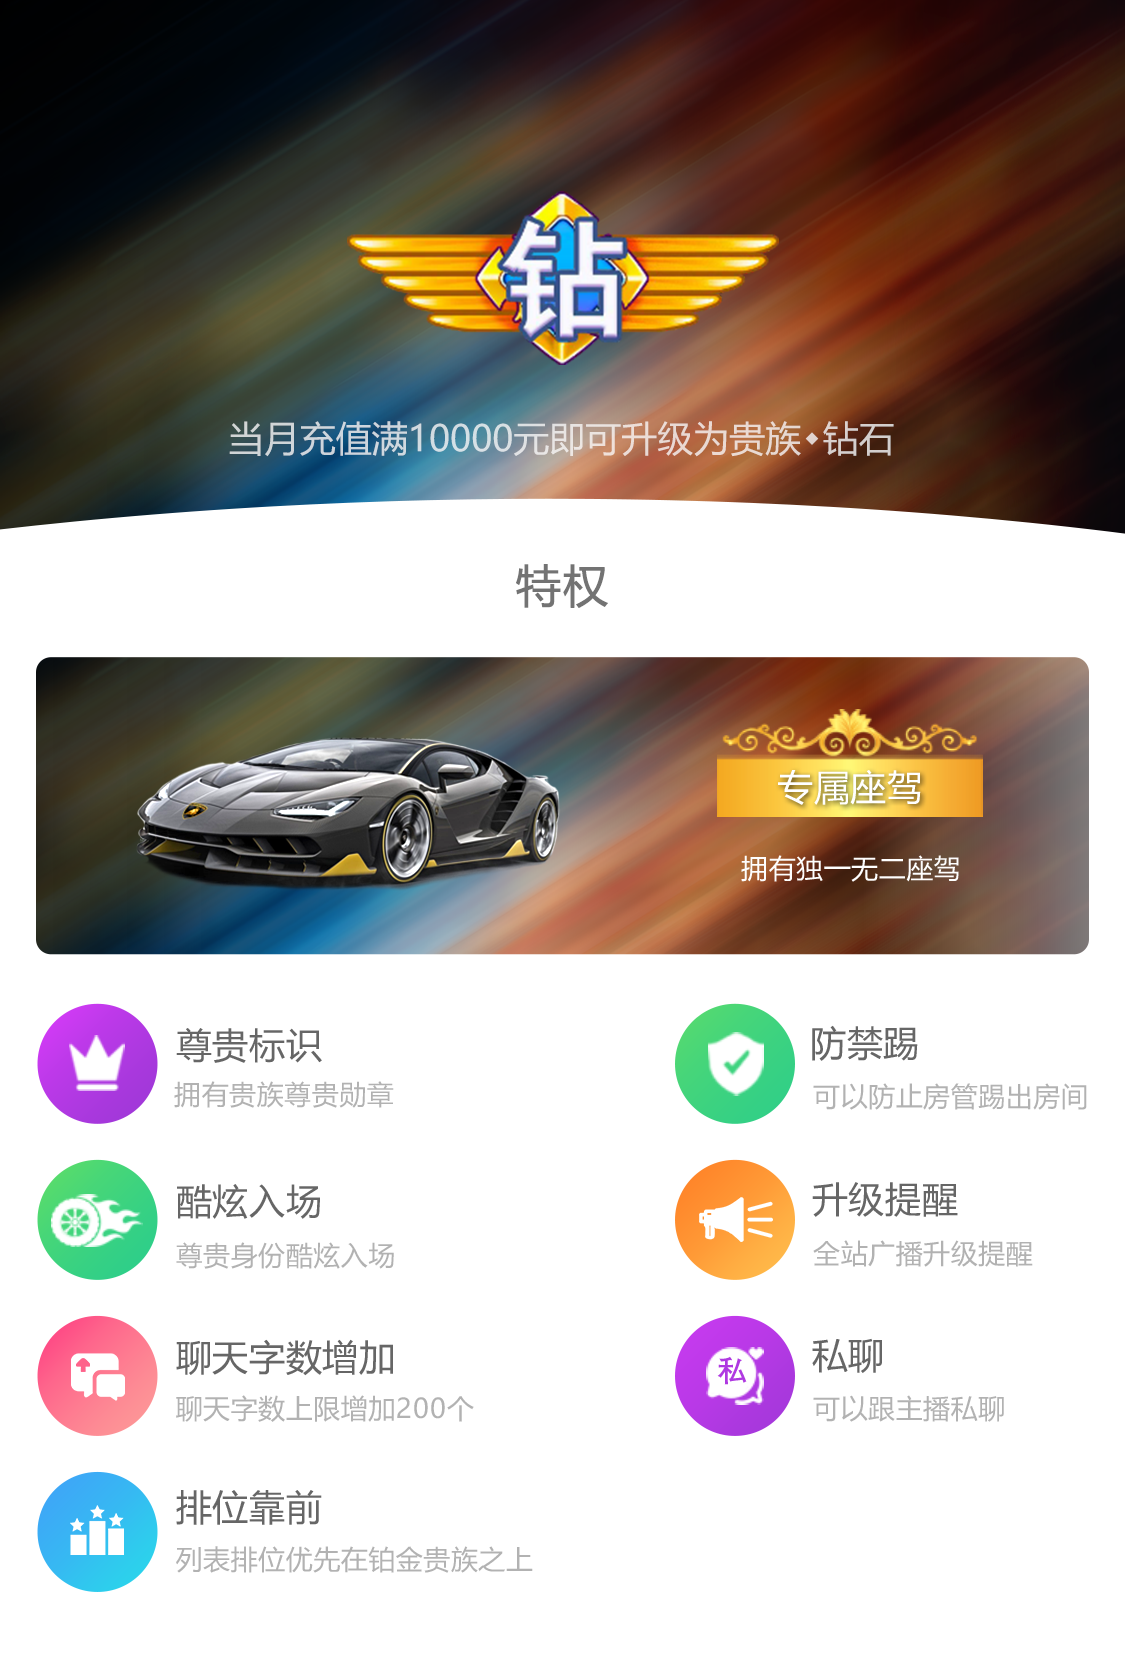 钻
当月充值满10000元即可升级为贵族◆钻石
特权
专属座驾
拥有独一无二座驾
尊贵标识
拥有贵族尊贵勋章
防禁踢
可以防止房管踢出房间
酷炫入场
尊贵身份酷炫入场
升级提醒
全站广播升级提醒
聊天字数增加
聊天字数上限增加200个
私
私聊
可以跟主播私聊
排位靠前
列表排位优先在铂金贵族之上